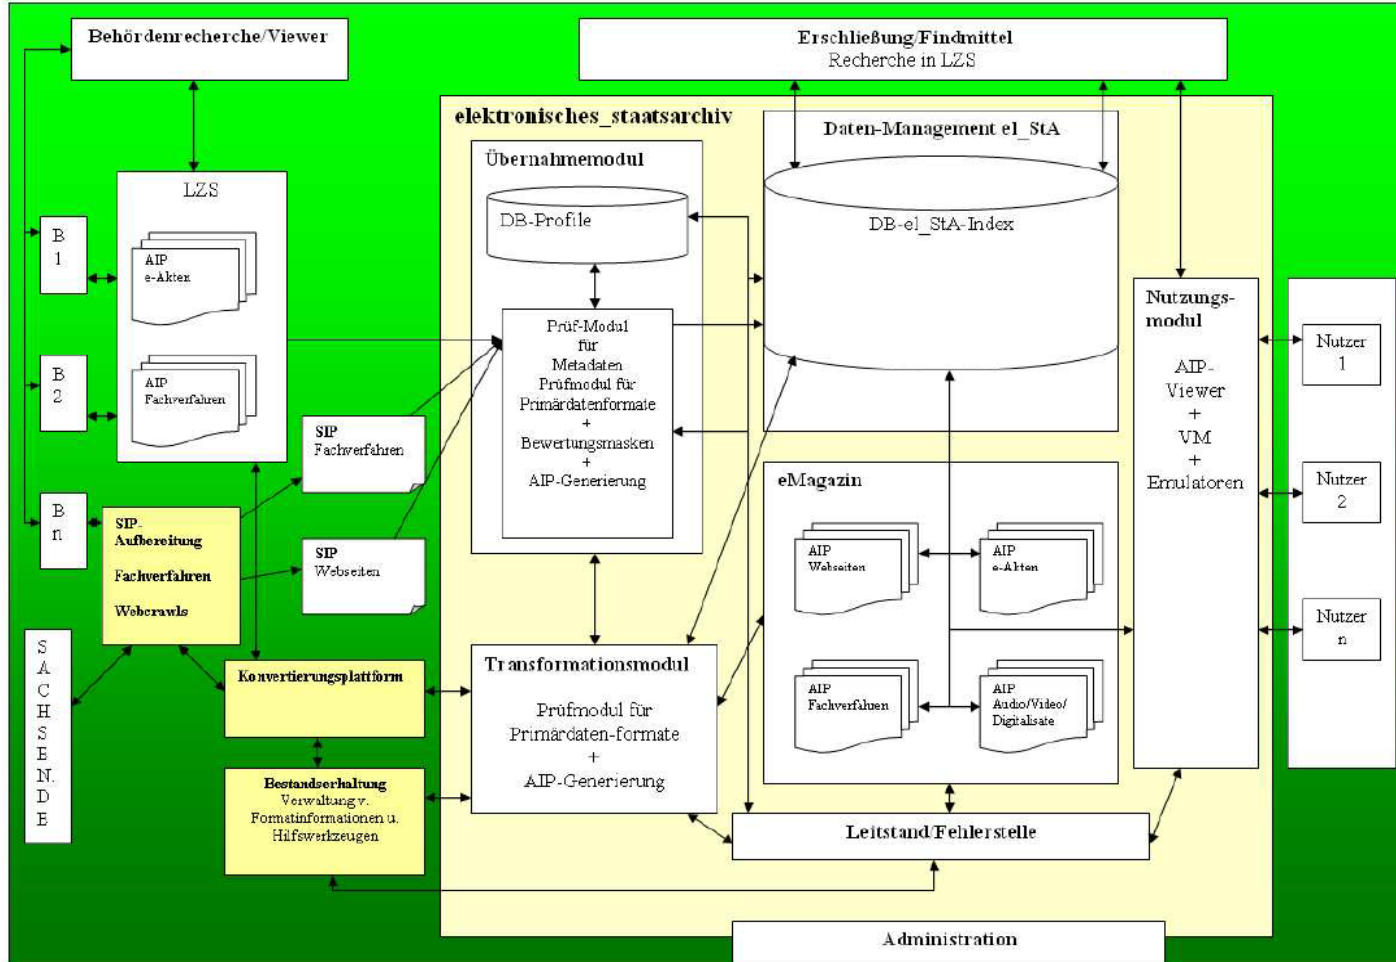 Behördenrecherche/Viewer
Erschließung/Findmittel
Recherche in LZS
elektronisches_staatsarchiv
Übernahmemodul
DB-Profile
Prüf-Modul
für
Metadaten
Prüfmodul für
Primärdatenformate
+
Bewertungsmasken
+
AIP-Generierung
Daten-Management el_StA
DB-el_StA-Index
LZS
AIP
e-Akten
AIP
Fachverfahren
B
1
B
2
B
n
SIP-
Aufbereitung
Fachverfahren
Webcrawls
SIP
Fachverfahren
SIP
Webseiten
S
A
C
H
S
E
N.
D
E
Konvertierungsplattform
Bestandserhaltung
Verwaltung v.
Formatinformationen u.
Hilfswerkzeugen
Transformationsmodul
Prüfmodul für
Primärdaten-formate
+
AIP-Generierung
eMagazin
AIP
Webseiten
AIP
e-Akten
AIP
Fachverfahren
AIP
Audio/Video/
Digitalisate
Nutzungs-
modul
AIP-
Viewer
+
VM
+
Emulatoren
Nutzer
1
Nutzer
2
Nutzer
n
Leitstand/Fehlerstelle
Administration